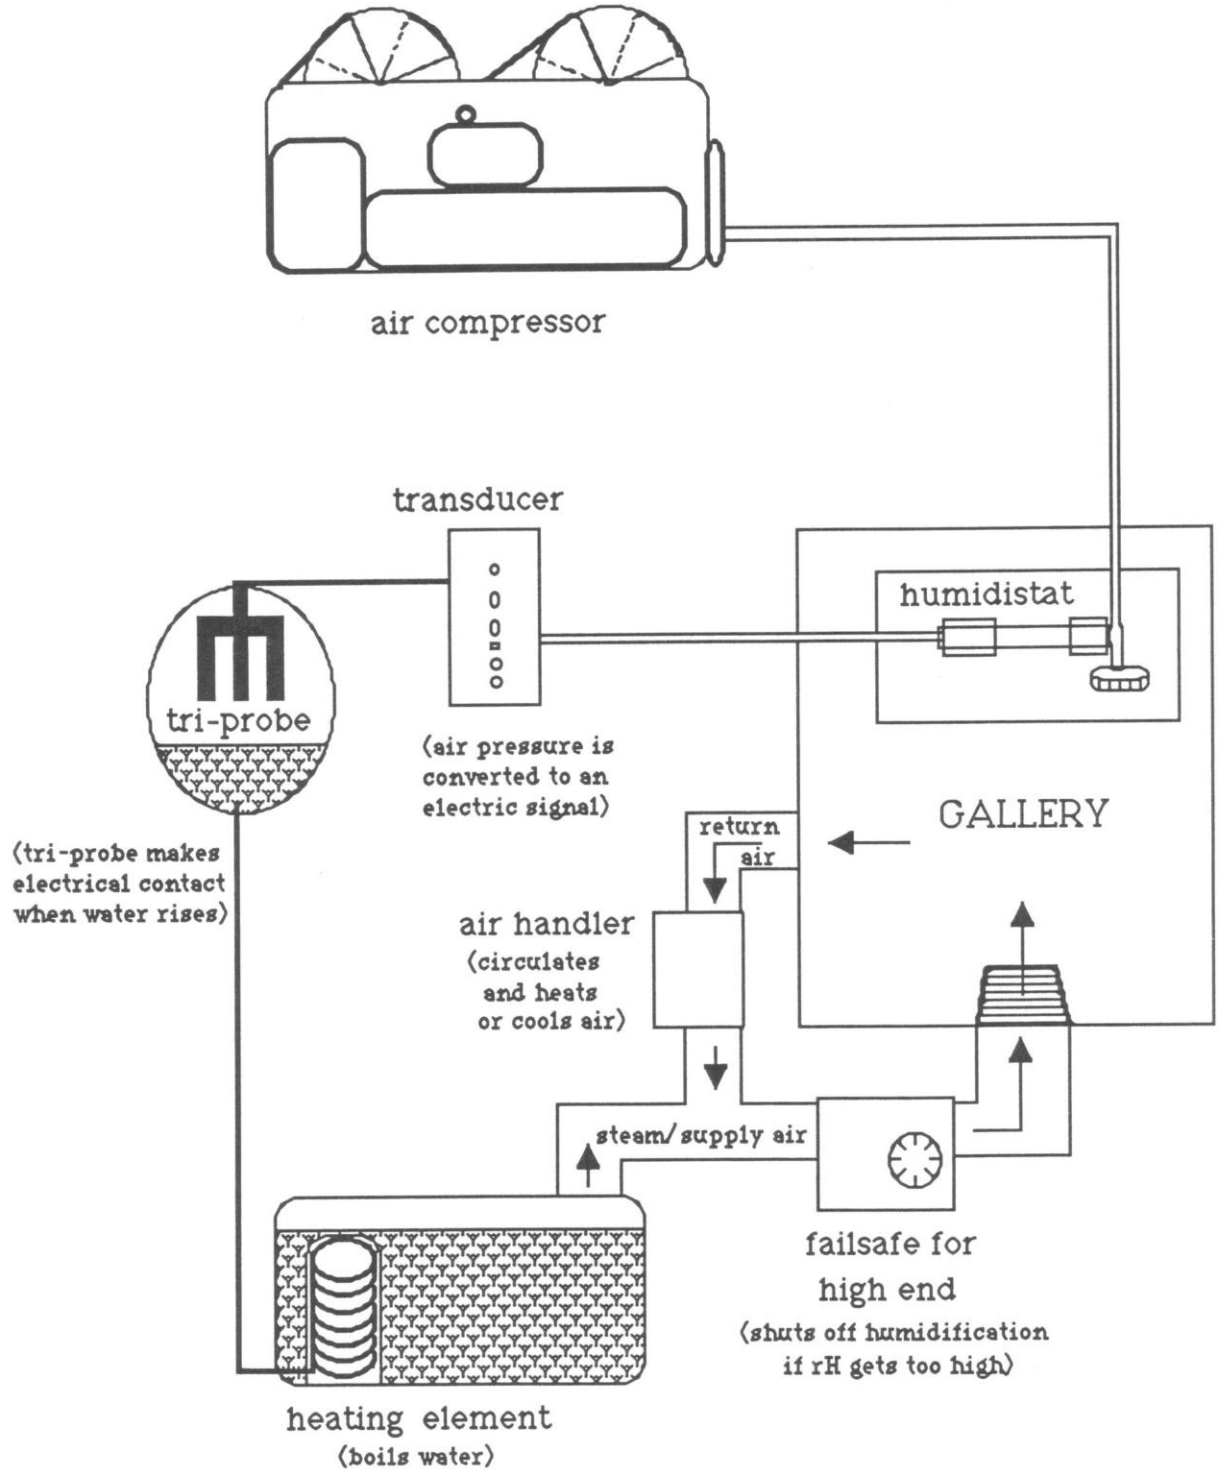 air compressor
transducer
humidistat
tri-probe
(air pressure is
converted to an
electric signal)
GALLERY
return
air
(tri-probe makes
electrical contact
when water rises)
air handler
(circulates
and heats
or cools air)
steam/supply air
failsafe for
high end
(shuts off humidification
if rH gets too high)
heating element
(boils water)